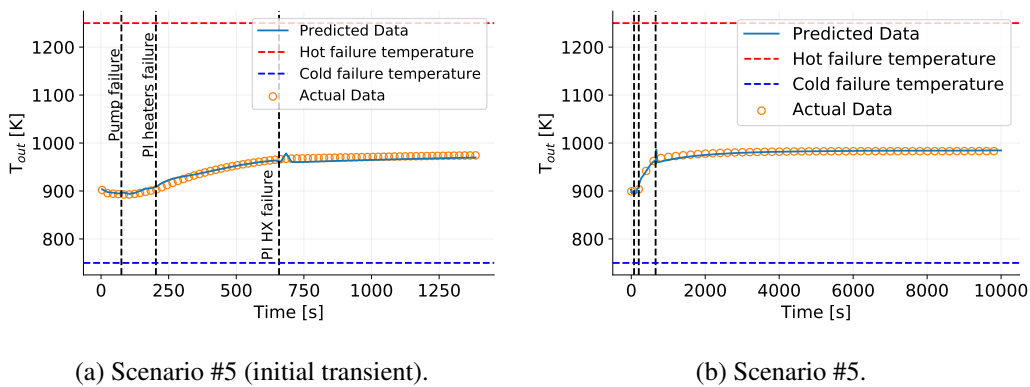 1200
1100
1000
900
800
T_out [K]
Pump failure
PI heaters failure
PI HX failure
Predicted Data
Hot failure temperature
Cold failure temperature
Actual Data
0 250 500 750 1000 1250
Time [s]
(a) Scenario #5 (initial transient).
1200
1100
1000
900
800
T_out [K]
Predicted Data
Hot failure temperature
Cold failure temperature
Actual Data
0 2000 4000 6000 8000 10000
Time [s]
(b) Scenario #5.